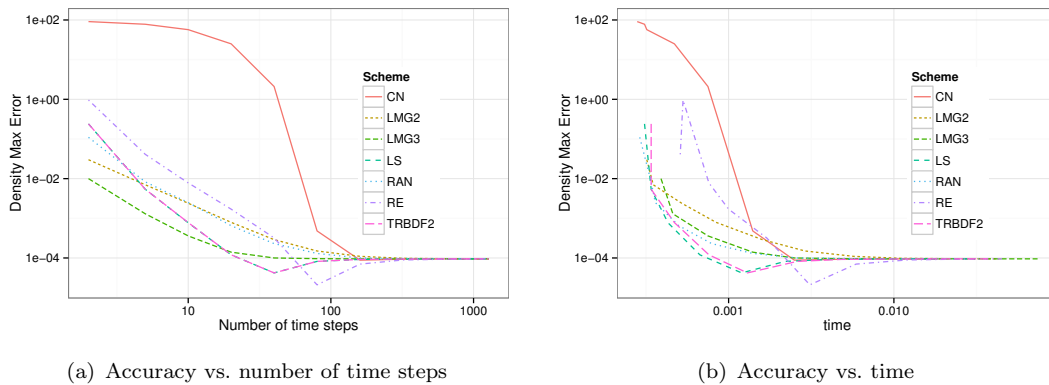 1e+02
1e+00
1e−02
1e−04
Density Max Error
10
100
1000
Number of time steps
Scheme
CN
LMG2
LMG3
LS
RAN
RE
TRBDF2
(a) Accuracy vs. number of time steps
1e+02
1e+00
1e−02
1e−04
Density Max Error
0.001
0.010
time
Scheme
CN
LMG2
LMG3
LS
RAN
RE
TRBDF2
(b) Accuracy vs. time